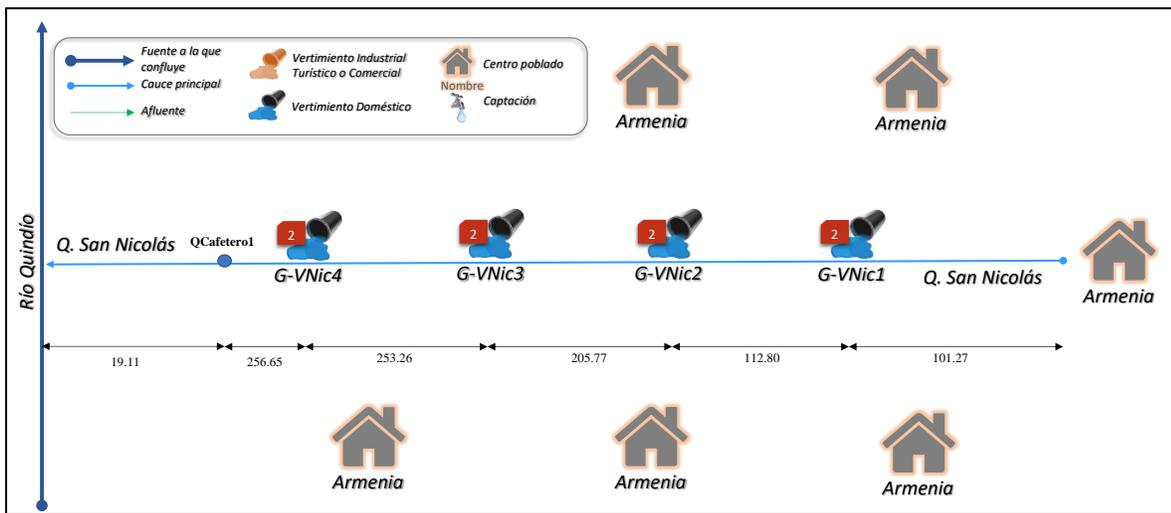 Fuente a la que
confluye
Cauce principal
Afluente
Vertimiento Industrial
Turístico o Comercial
Vertimiento Doméstico
Centro poblado
Nombre
Captación
Armenia
Armenia
Río Quindío
Q. San Nicolás
QCafetero1
2
G-VNic4
2
G-VNic3
2
G-VNic2
2
G-VNic1
Q. San Nicolás
Armenia
19.11
256.65
253.26
205.77
112.80
101.27
Armenia
Armenia
Armenia